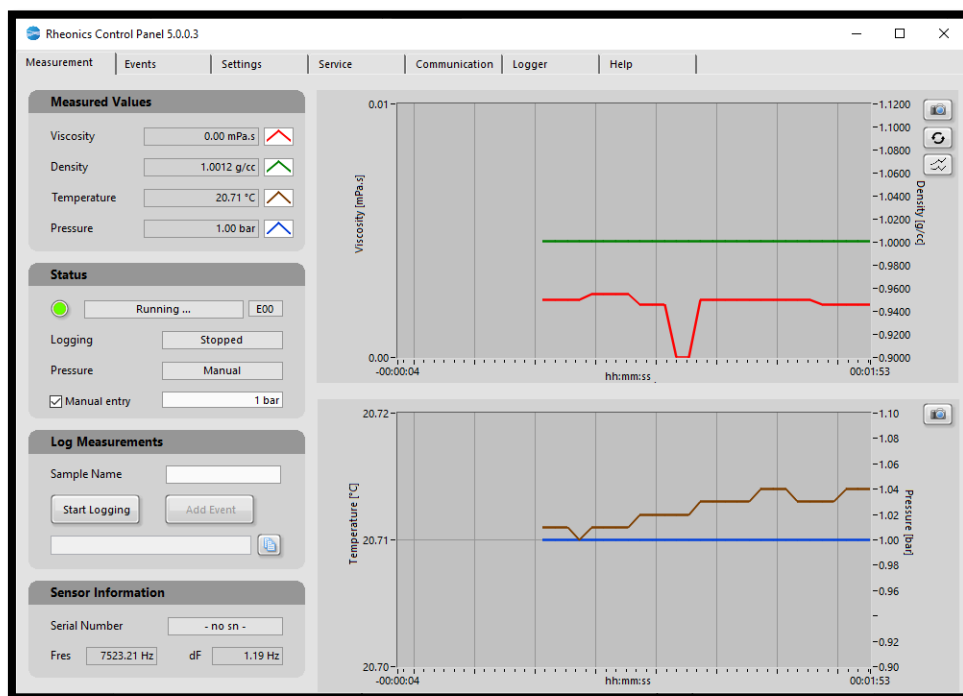 Rheonics Control Panel 5.0.0.3
Measurement Events Settings Service Communication Logger Help
Measured Values
Viscosity 0.00 mPa.s
Density 1.0012 g/cc
Temperature 20.71 °C
Pressure 1.00 bar
Status
Running ... E00
Logging Stopped
Pressure Manual
Manual entry 1 bar
Log Measurements
Sample Name
Start Logging Add Event
Sensor Information
Serial Number - no sn -
Fres 7523.21 Hz dF 1.19 Hz
0.01
0.00
Viscosity [mPa.s]
-00:00:04
hh:mm:ss
00:01:53
1.1200
1.1000
1.0800
1.0600
1.0400
1.0200
1.0000
0.9800
0.9600
0.9400
0.9200
0.9000
Density [g/cc]
20.72
20.71
20.70
Temperature [°C]
-00:00:04
hh:mm:ss
00:01:53
1.10
1.08
1.06
1.04
1.02
1.00
0.98
0.96
0.92
0.90
Pressure [bar]